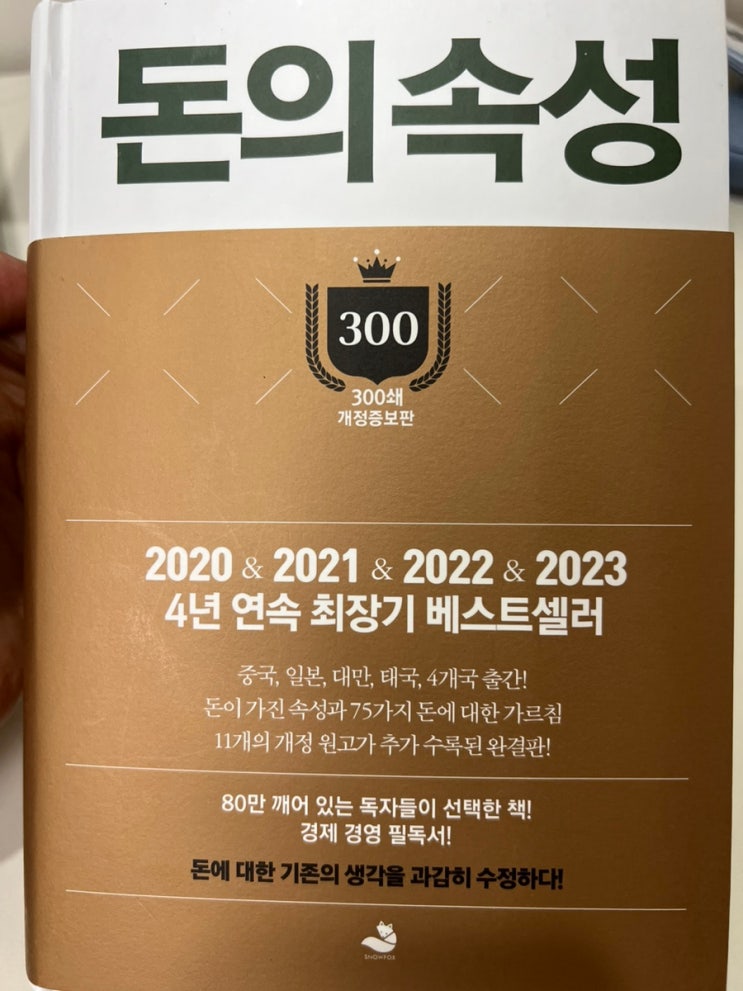 돈의 속성
300
300쇄
개정증보판
2020 & 2021 & 2022 & 2023
4년 연속 최장기 베스트셀러
중국, 일본, 대만, 태국, 4개국 출간!
돈이 가진 속성과 75가지 돈에 대한 가르침
11개의 개정 원고가 추가 수록된 완결판!
80만 깨어 있는 독자들이 선택한 책!
경제 경영 필독서!
돈에 대한 기존의 생각을 과감히 수정하다!
SNOWFOX